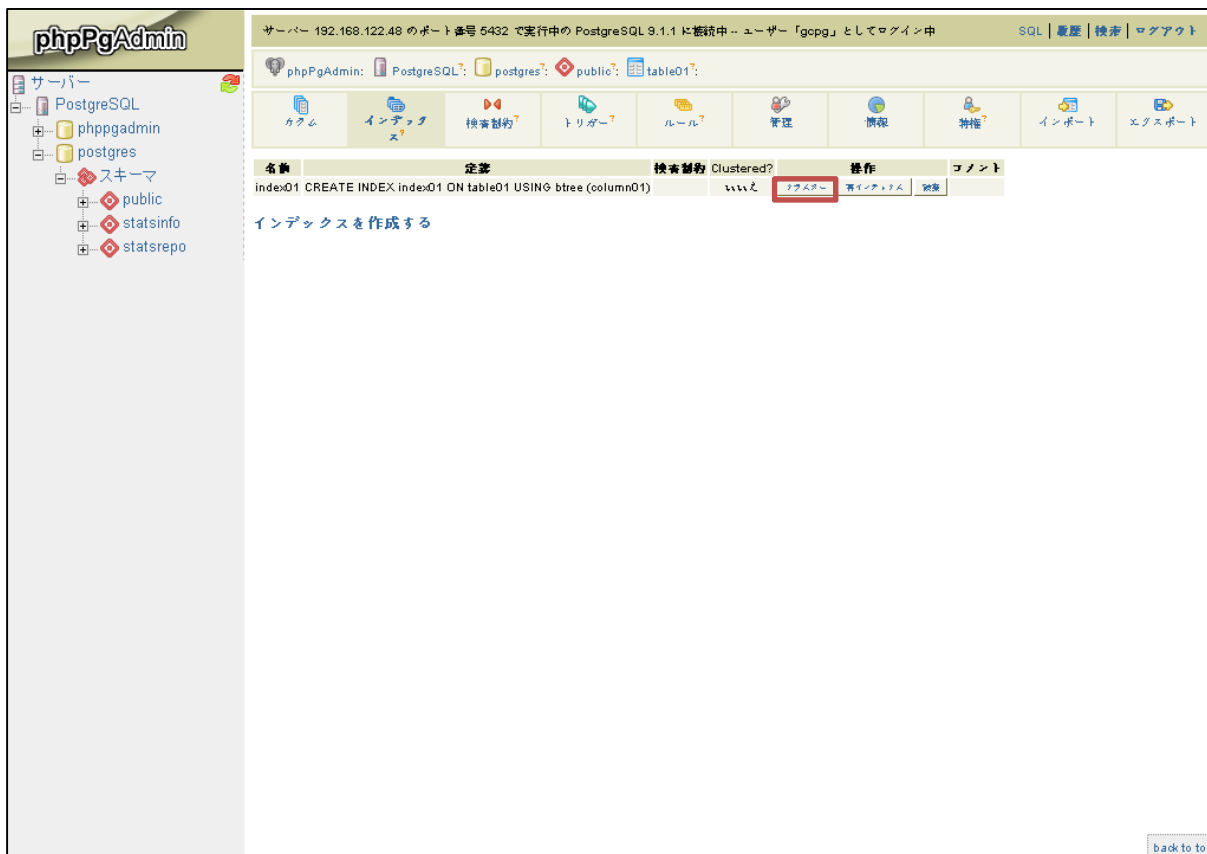 phpPgAdmin
サーバー 192.168.122.48 のポート番号 5432 で実行中の PostgreSQL 9.1.1 に接続中 -- ユーザー「gopg」としてログイン中
SQL | 履歴 | 検索 | ログアウト
phpPgAdmin: PostgreSQL?: postgres?: public?: table01?:
カラム インデックス? 検査制約? トリガー? ルール? 管理 情報 特権? インポート エクスポート
サーバー
PostgreSQL
phppgadmin
postgres
スキーマ
public
statsinfo
statsrepo
名前 定義 検査制約 Clustered? 操作 コメント
index01 CREATE INDEX index01 ON table01 USING btree (column01) いいえ クラスター 再インデックス 破棄
インデックスを作成する
back to to